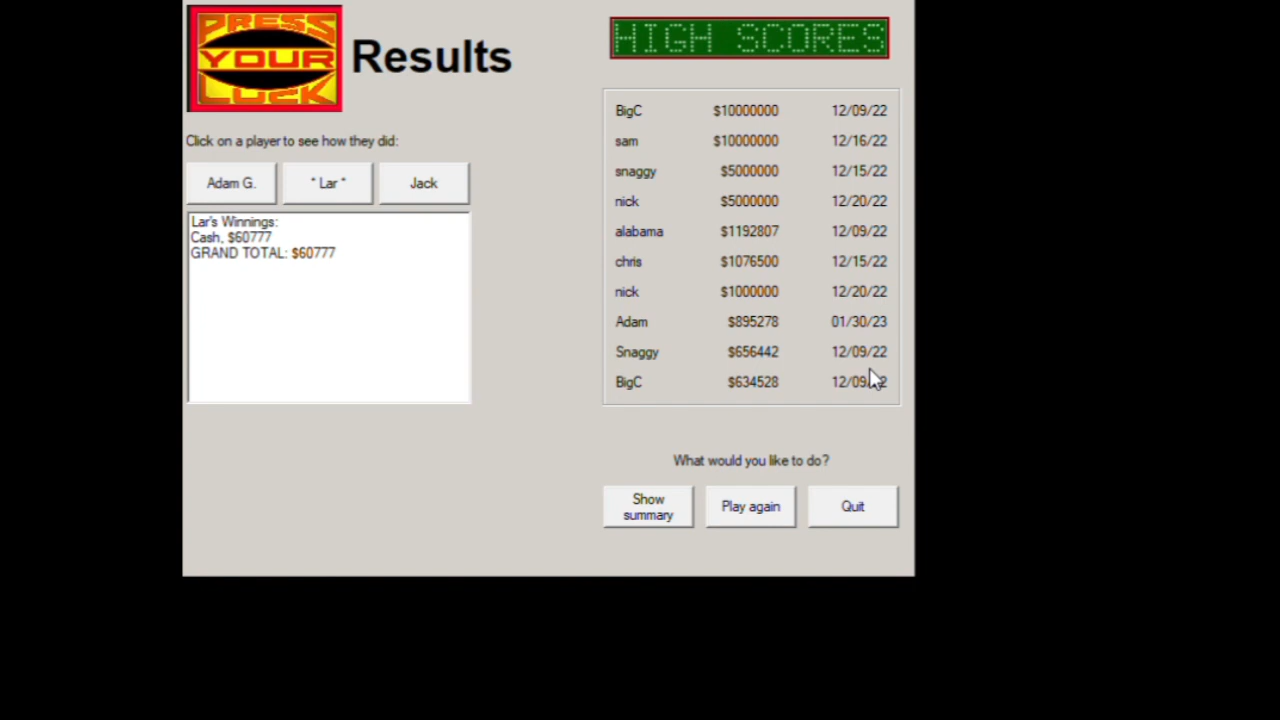 PRESS
YOUR
LUCK
Results
HIGH SCORES
Click on a player to see how they did:
Adam G.
* Lar *
Jack
Lar's Winnings:
Cash, $60777
GRAND TOTAL: $60777
BigC $10000000 12/09/22
sam $10000000 12/16/22
snaggy $5000000 12/15/22
nick $5000000 12/20/22
alabama $1192807 12/09/22
chris $1076500 12/15/22
nick $1000000 12/20/22
Adam $895278 01/30/23
Snaggy $656442 12/09/22
BigC $634528 12/09/22
What would you like to do?
Show
summary
Play again
Quit